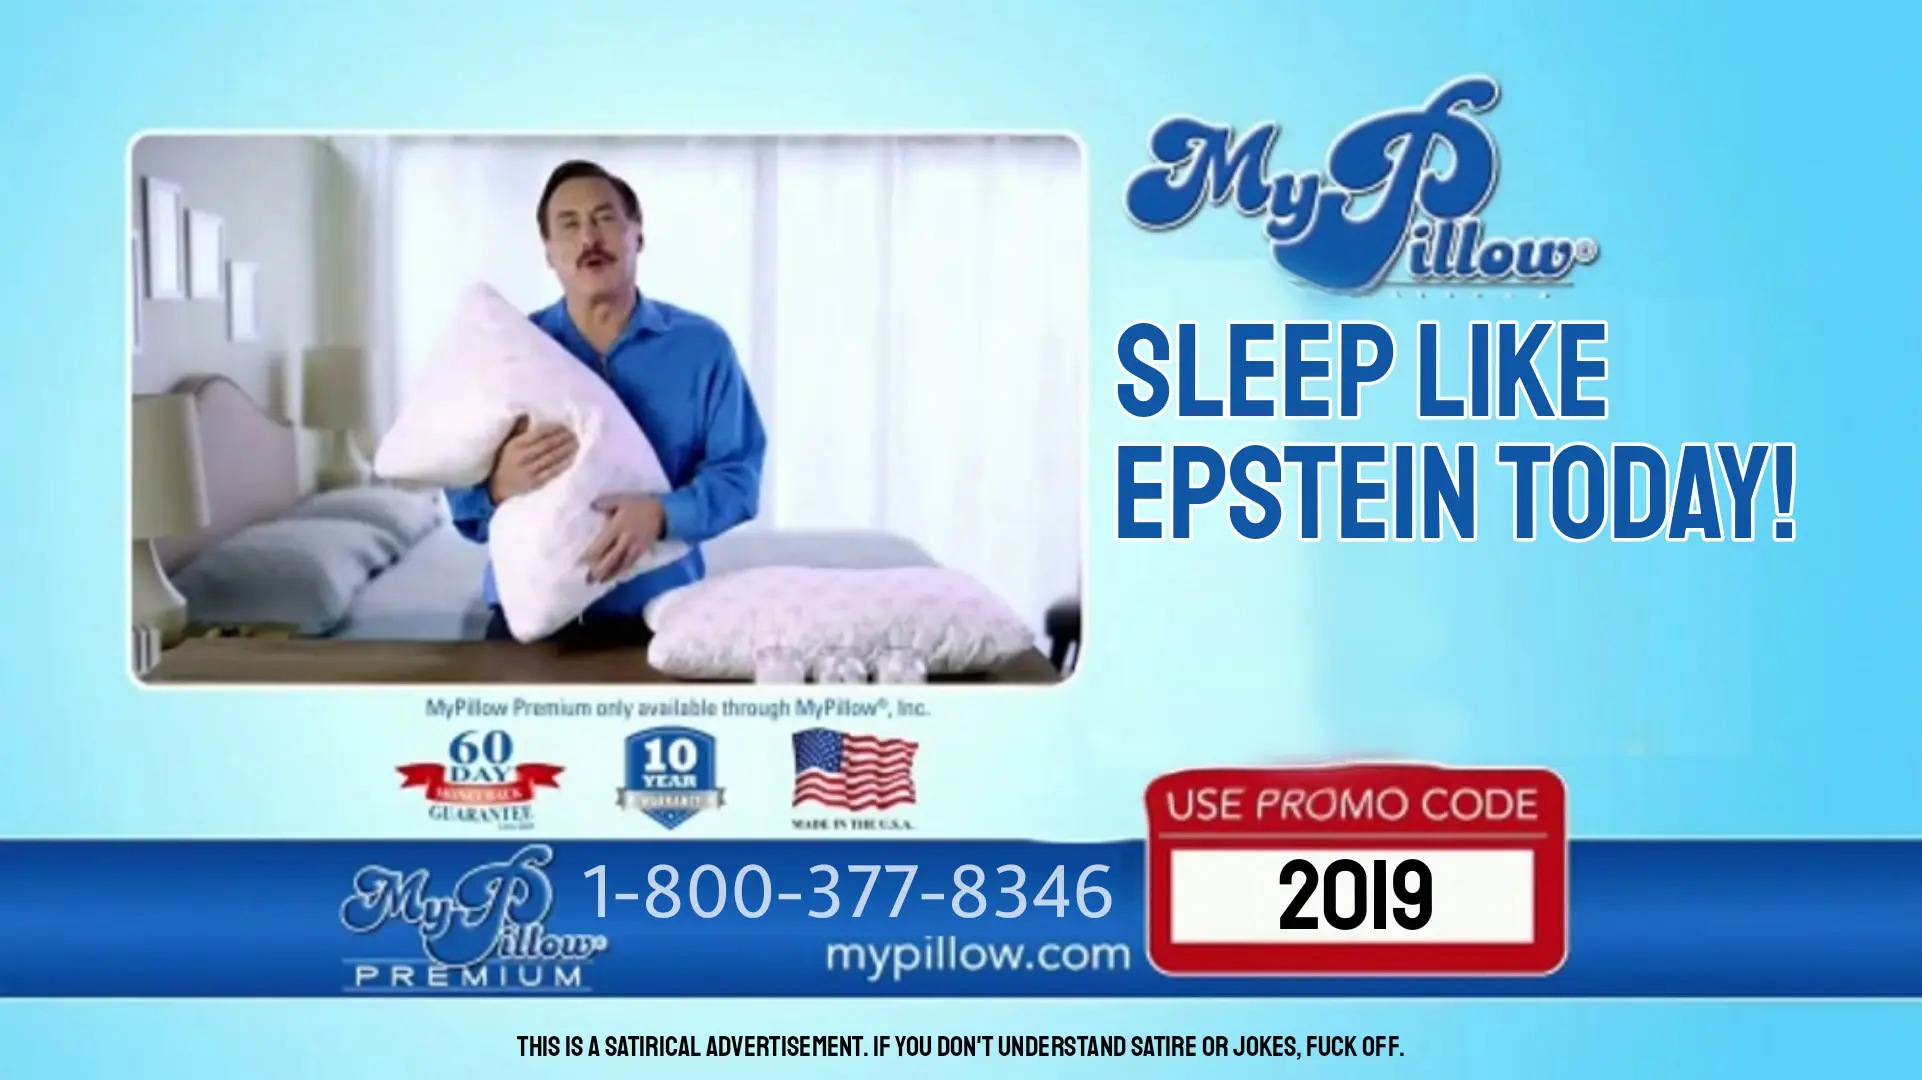 MyPillow®
SLEEP LIKE
EPSTEIN TODAY!
MyPillow Premium only available through MyPillow®, Inc.
60
DAY
MONEY BACK
GUARANTEE
10
YEAR
WARRANTY
MADE IN THE U.S.A.
USE PROMO CODE
2019
MyPillow®
PREMIUM
1-800-377-8346
mypillow.com
THIS IS A SATIRICAL ADVERTISEMENT. IF YOU DON'T UNDERSTAND SATIRE OR JOKES, FUCK OFF.